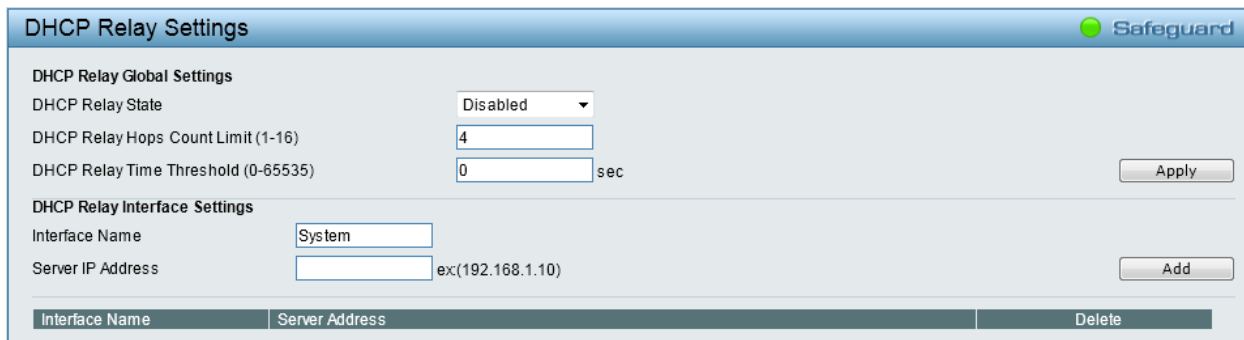 DHCP Relay Settings Safeguard
DHCP Relay Global Settings
DHCP Relay State Disabled
DHCP Relay Hops Count Limit (1-16) 4
DHCP Relay Time Threshold (0-65535) 0 sec Apply
DHCP Relay Interface Settings
Interface Name System
Server IP Address ex:(192.168.1.10) Add
Interface Name Server Address Delete